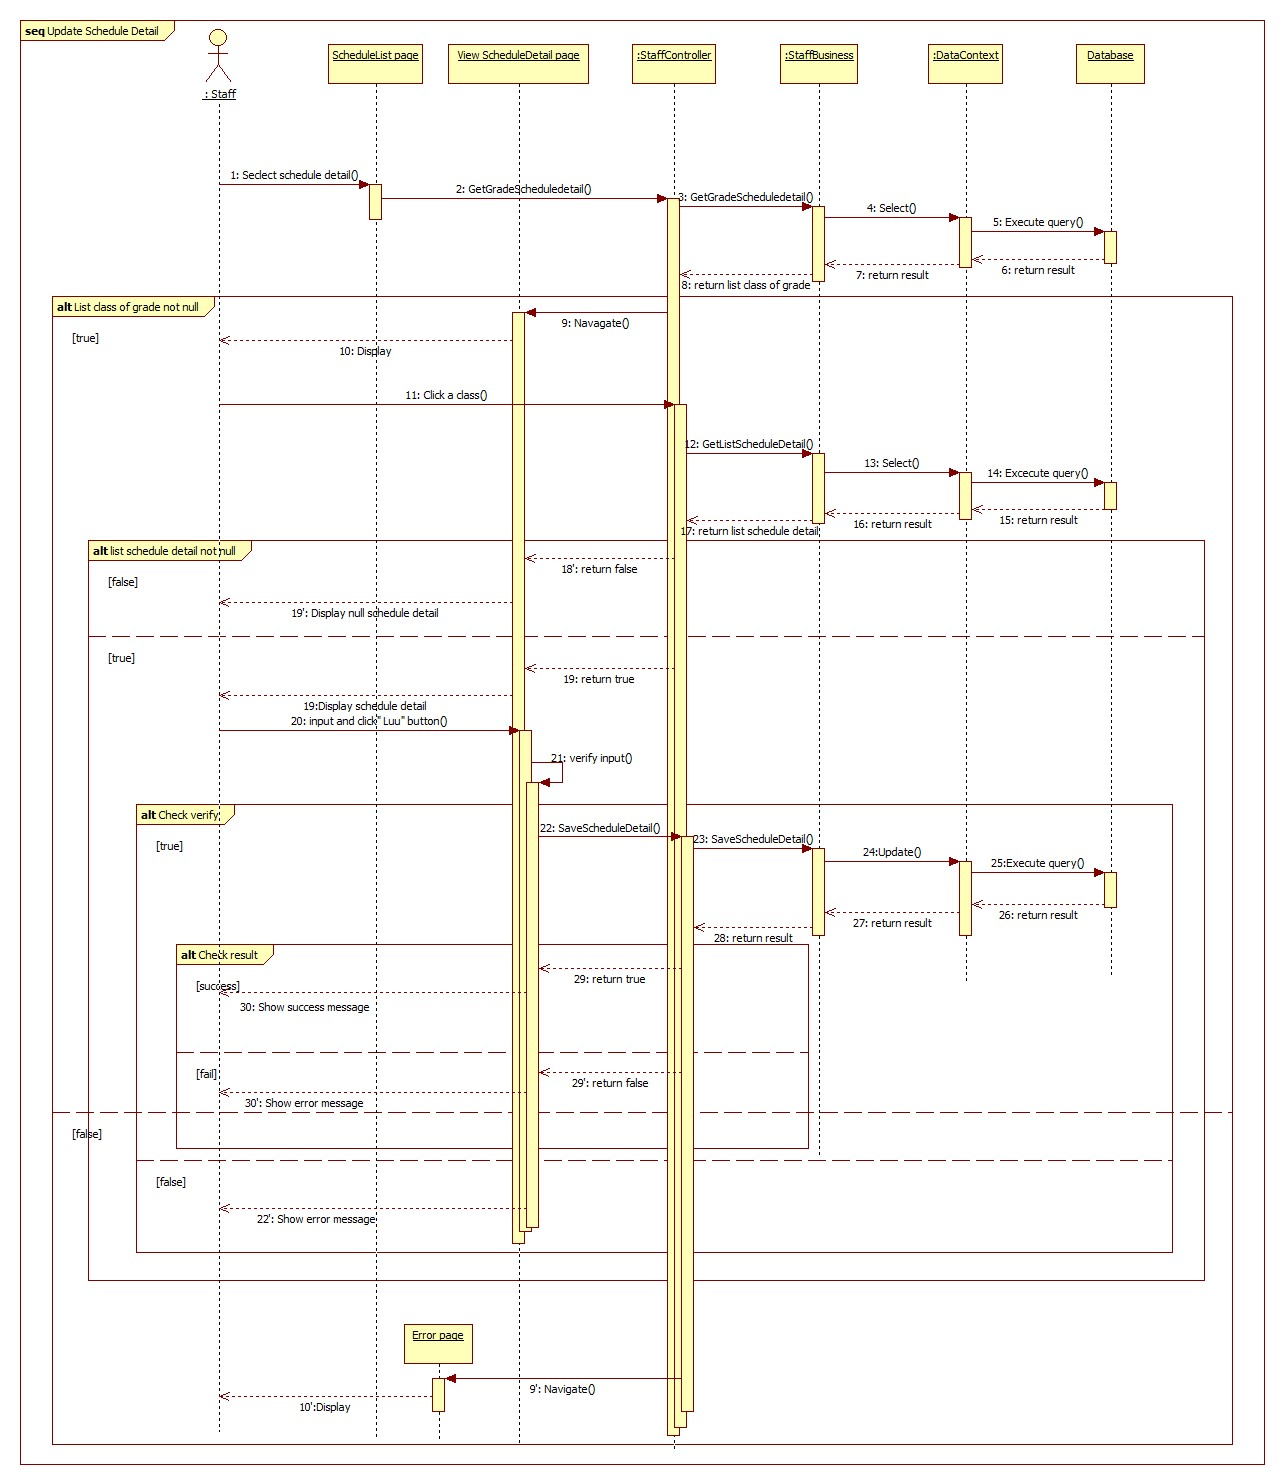 seq Update Schedule Detail
: Staff
ScheduleList page
View ScheduleDetail page
:StaffController
:StaffBusiness
:DataContext
Database
1: Seclect schedule detail()
2: GetGradeScheduledetail()
3: GetGradeScheduledetail()
4: Select()
5: Execute query()
6: return result
7: return result
8: return list class of grade
alt List class of grade not null
9: Navagate()
[true]
10: Display
11: Click a class()
12: GetListScheduleDetail()
13: Select()
14: Excecute query()
15: return result
16: return result
17: return list schedule detail
alt list schedule detail not null
18': return false
[false]
19': Display null schedule detail
[true]
19: return true
19:Display schedule detail
20: input and click" Luu" button()
21: verify input()
alt Check verify
22: SaveScheduleDetail()
23: SaveScheduleDetail()
[true]
24:Update()
25:Execute query()
26: return result
27: return result
28: return result
alt Check result
29: return true
[success]
30: Show success message
[fail]
29': return false
30': Show error message
[false]
[false]
22': Show error message
Error page
9': Navigate()
10':Display